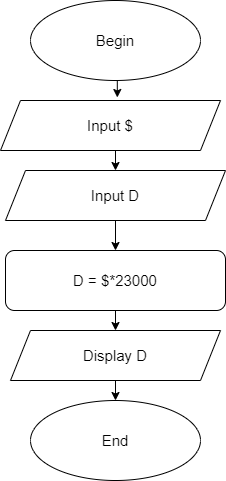 Begin
Input $
Input D
D = $*23000
Display D
End